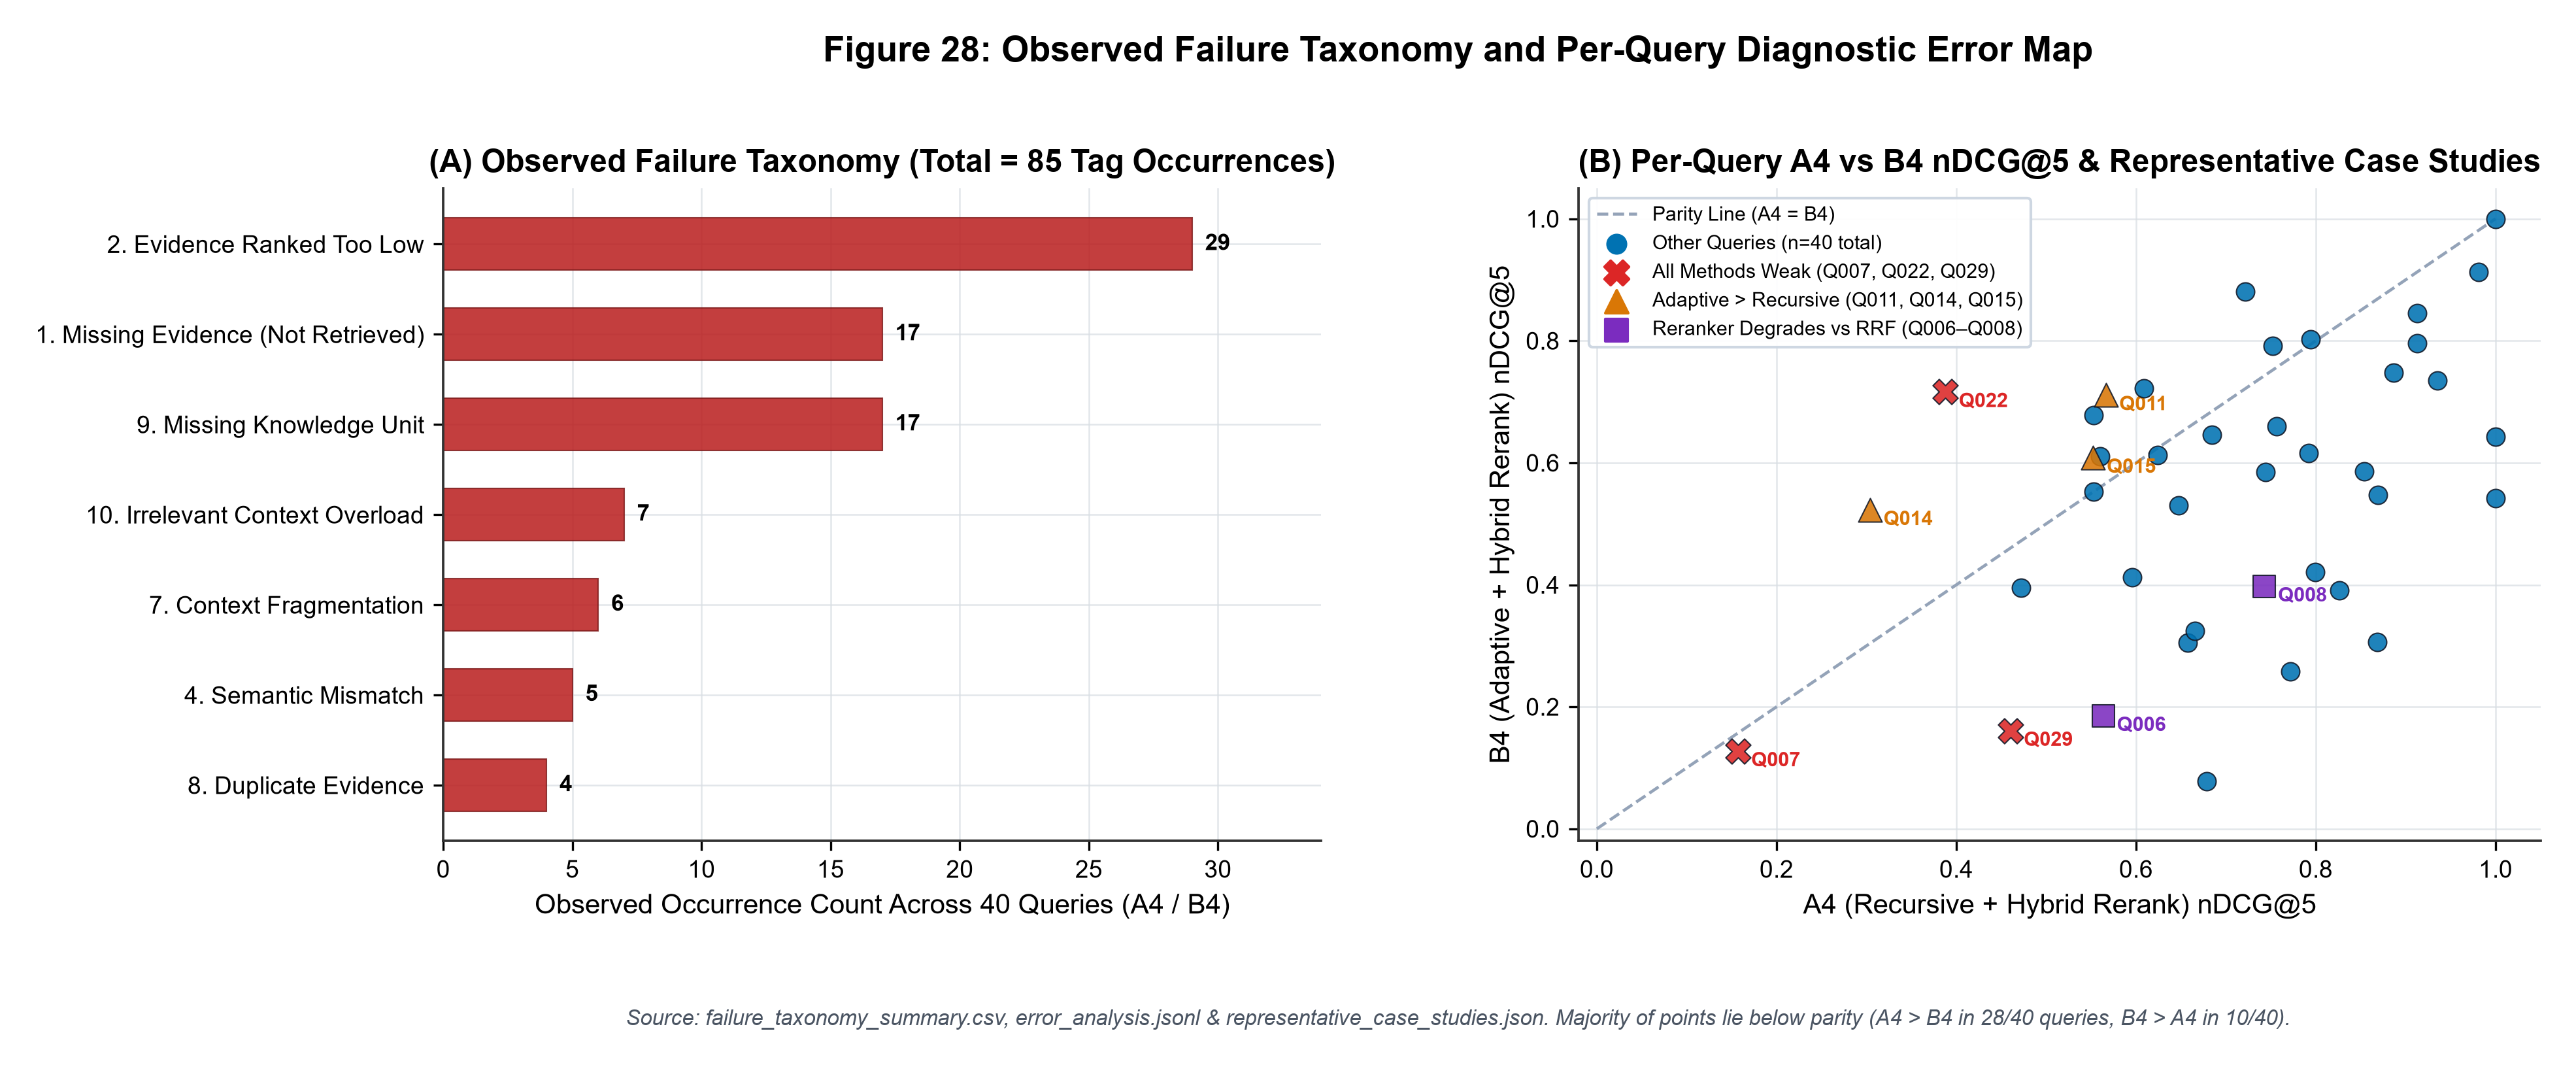 Figure 28: Observed Failure Taxonomy and Per-Query Diagnostic Error Map
(A) Observed Failure Taxonomy (Total = 85 Tag Occurrences)
2. Evidence Ranked Too Low
29
1. Missing Evidence (Not Retrieved)
17
9. Missing Knowledge Unit
17
10. Irrelevant Context Overload
7
7. Context Fragmentation
6
4. Semantic Mismatch
5
8. Duplicate Evidence
4
0 5 10 15 20 25 30
Observed Occurrence Count Across 40 Queries (A4 / B4)
(B) Per-Query A4 vs B4 nDCG@5 & Representative Case Studies
Parity Line (A4 = B4)
Other Queries (n=40 total)
All Methods Weak (Q007, Q022, Q029)
Adaptive > Recursive (Q011, Q014, Q015)
Reranker Degrades vs RRF (Q006–Q008)
B4 (Adaptive + Hybrid Rerank) nDCG@5
1.0
0.8
0.6
0.4
0.2
0.0
Q022
Q011
Q015
Q014
Q008
Q006
Q029
Q007
0.0 0.2 0.4 0.6 0.8 1.0
A4 (Recursive + Hybrid Rerank) nDCG@5
Source: failure_taxonomy_summary.csv, error_analysis.jsonl & representative_case_studies.json. Majority of points lie below parity (A4 > B4 in 28/40 queries, B4 > A4 in 10/40).